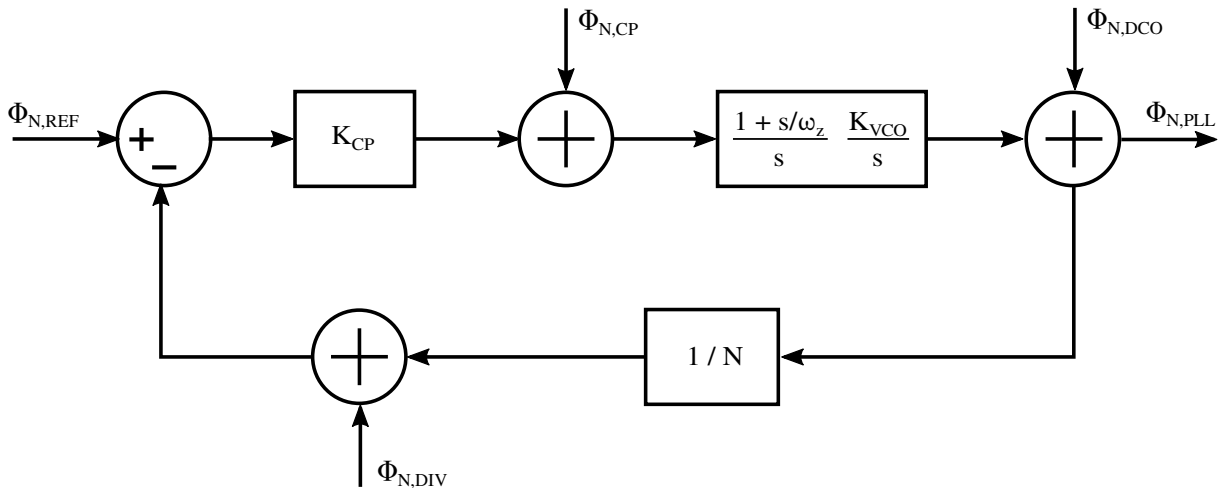 Φ_N,CP
Φ_N,DCO
Φ_N,REF
+
−
K_CP
+
1 + s/ω_z K_VCO
s s
+
Φ_N,PLL
+
1 / N
Φ_N,DIV